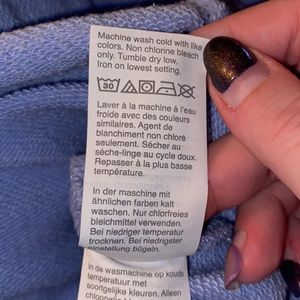 Machine wash cold with like
colors. Non chlorine bleach
only. Tumble dry low.
Iron on lowest setting.
30
Laver à la machine à l'eau
froide avec des couleurs
similaires. Agent de
blanchiment non chloré
seulement. Sécher au
sèche-linge au cycle doux.
Repasser à la plus basse
température.
In der maschine mit
ähnlichen farben kalt
waschen. Nur chlorfreies
bleichmittel verwenden.
Bei niedriger temperatur
trocknen. Bei niedrigster
einstellung bügeln.
In de wasmachine op koude
temperatuur met
soortgelijke kleuren. Alleen